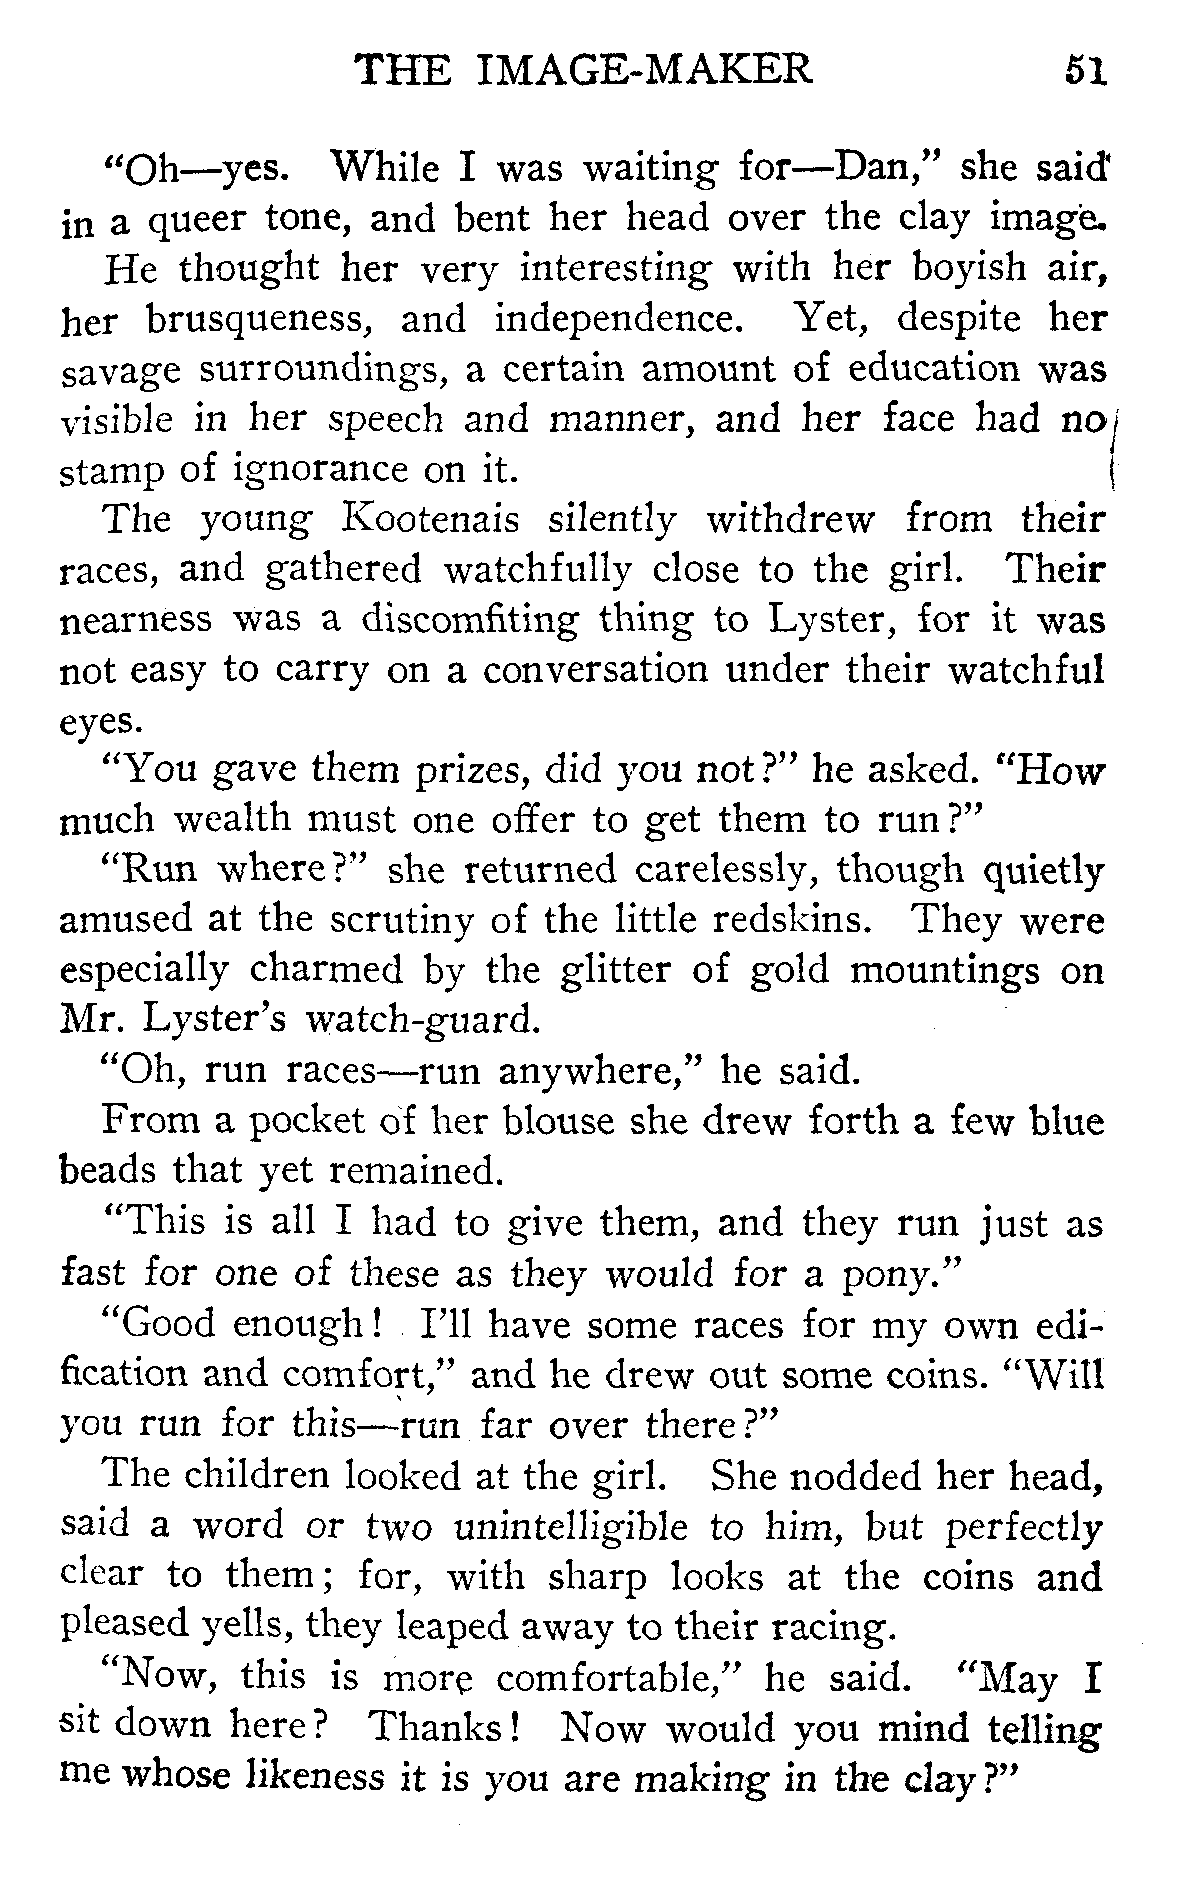 THE IMAGE-MAKER 51
"Oh—yes. While I was waiting for—Dan," she said
in a queer tone, and bent her head over the clay image.
He thought her very interesting with her boyish air,
her brusqueness, and independence. Yet, despite her
savage surroundings, a certain amount of education was
visible in her speech and manner, and her face had no
stamp of ignorance on it.
The young Kootenais silently withdrew from their
races, and gathered watchfully close to the girl. Their
nearness was a discomfiting thing to Lyster, for it was
not easy to carry on a conversation under their watchful
eyes.
"You gave them prizes, did you not?" he asked. "How
much wealth must one offer to get them to run?"
"Run where?" she returned carelessly, though quietly
amused at the scrutiny of the little redskins. They were
especially charmed by the glitter of gold mountings on
Mr. Lyster's watch-guard.
"Oh, run races—run anywhere," he said.
From a pocket of her blouse she drew forth a few blue
beads that yet remained.
"This is all I had to give them, and they run just as
fast for one of these as they would for a pony."
"Good enough! I'll have some races for my own edi-
fication and comfort," and he drew out some coins. "Will
you run for this—run far over there?"
The children looked at the girl. She nodded her head,
said a word or two unintelligible to him, but perfectly
clear to them; for, with sharp looks at the coins and
pleased yells, they leaped away to their racing.
"Now, this is more comfortable," he said. "May I
sit down here? Thanks! Now would you mind telling
me whose likeness it is you are making in the clay?"